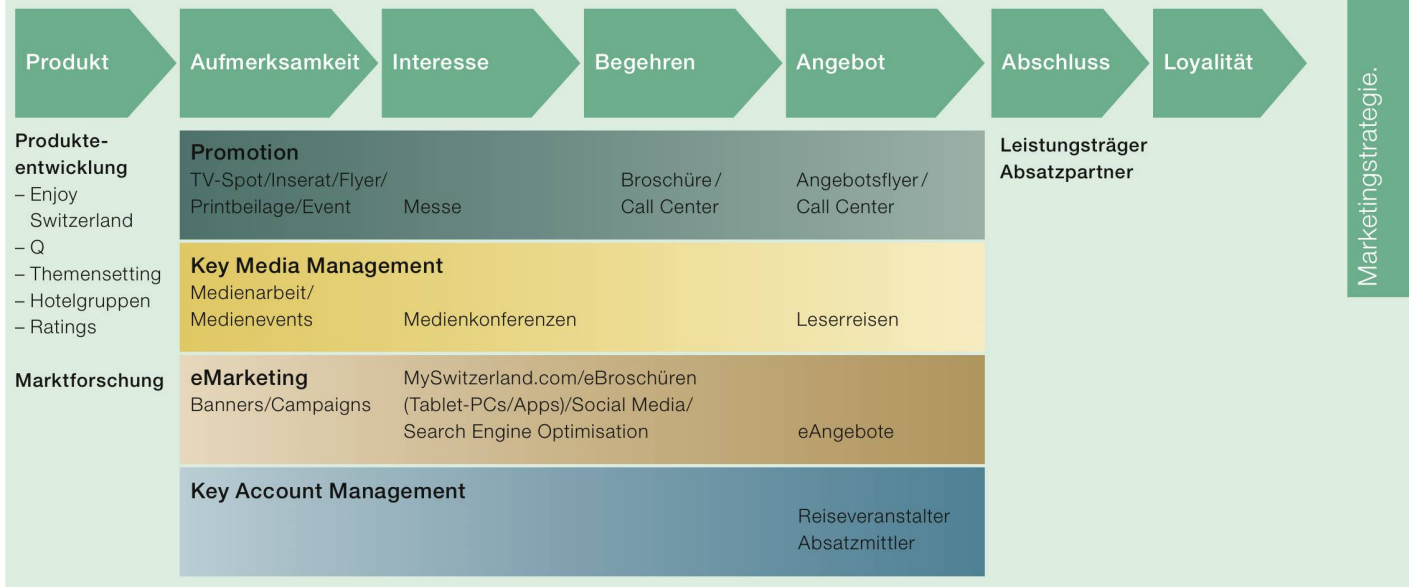 Produkt
Aufmerksamkeit
Interesse
Begehren
Angebot
Abschluss
Loyalität
Marketingstrategie.
Produkte-
entwicklung
– Enjoy
Switzerland
– Q
– Themensetting
– Hotelgruppen
– Ratings
Marktforschung
Promotion
TV-Spot/Inserat/Flyer/
Printbeilage/Event
Messe
Broschüre/
Call Center
Angebotsflyer/
Call Center
Key Media Management
Medienarbeit/
Medienevents
Medienkonferenzen
Leserreisen
eMarketing
Banners/Campaigns
MySwitzerland.com/eBroschüren
(Tablet-PCs/Apps)/Social Media/
Search Engine Optimisation
eAngebote
Key Account Management
Reiseveranstalter
Absatzmittler
Leistungsträger
Absatzpartner